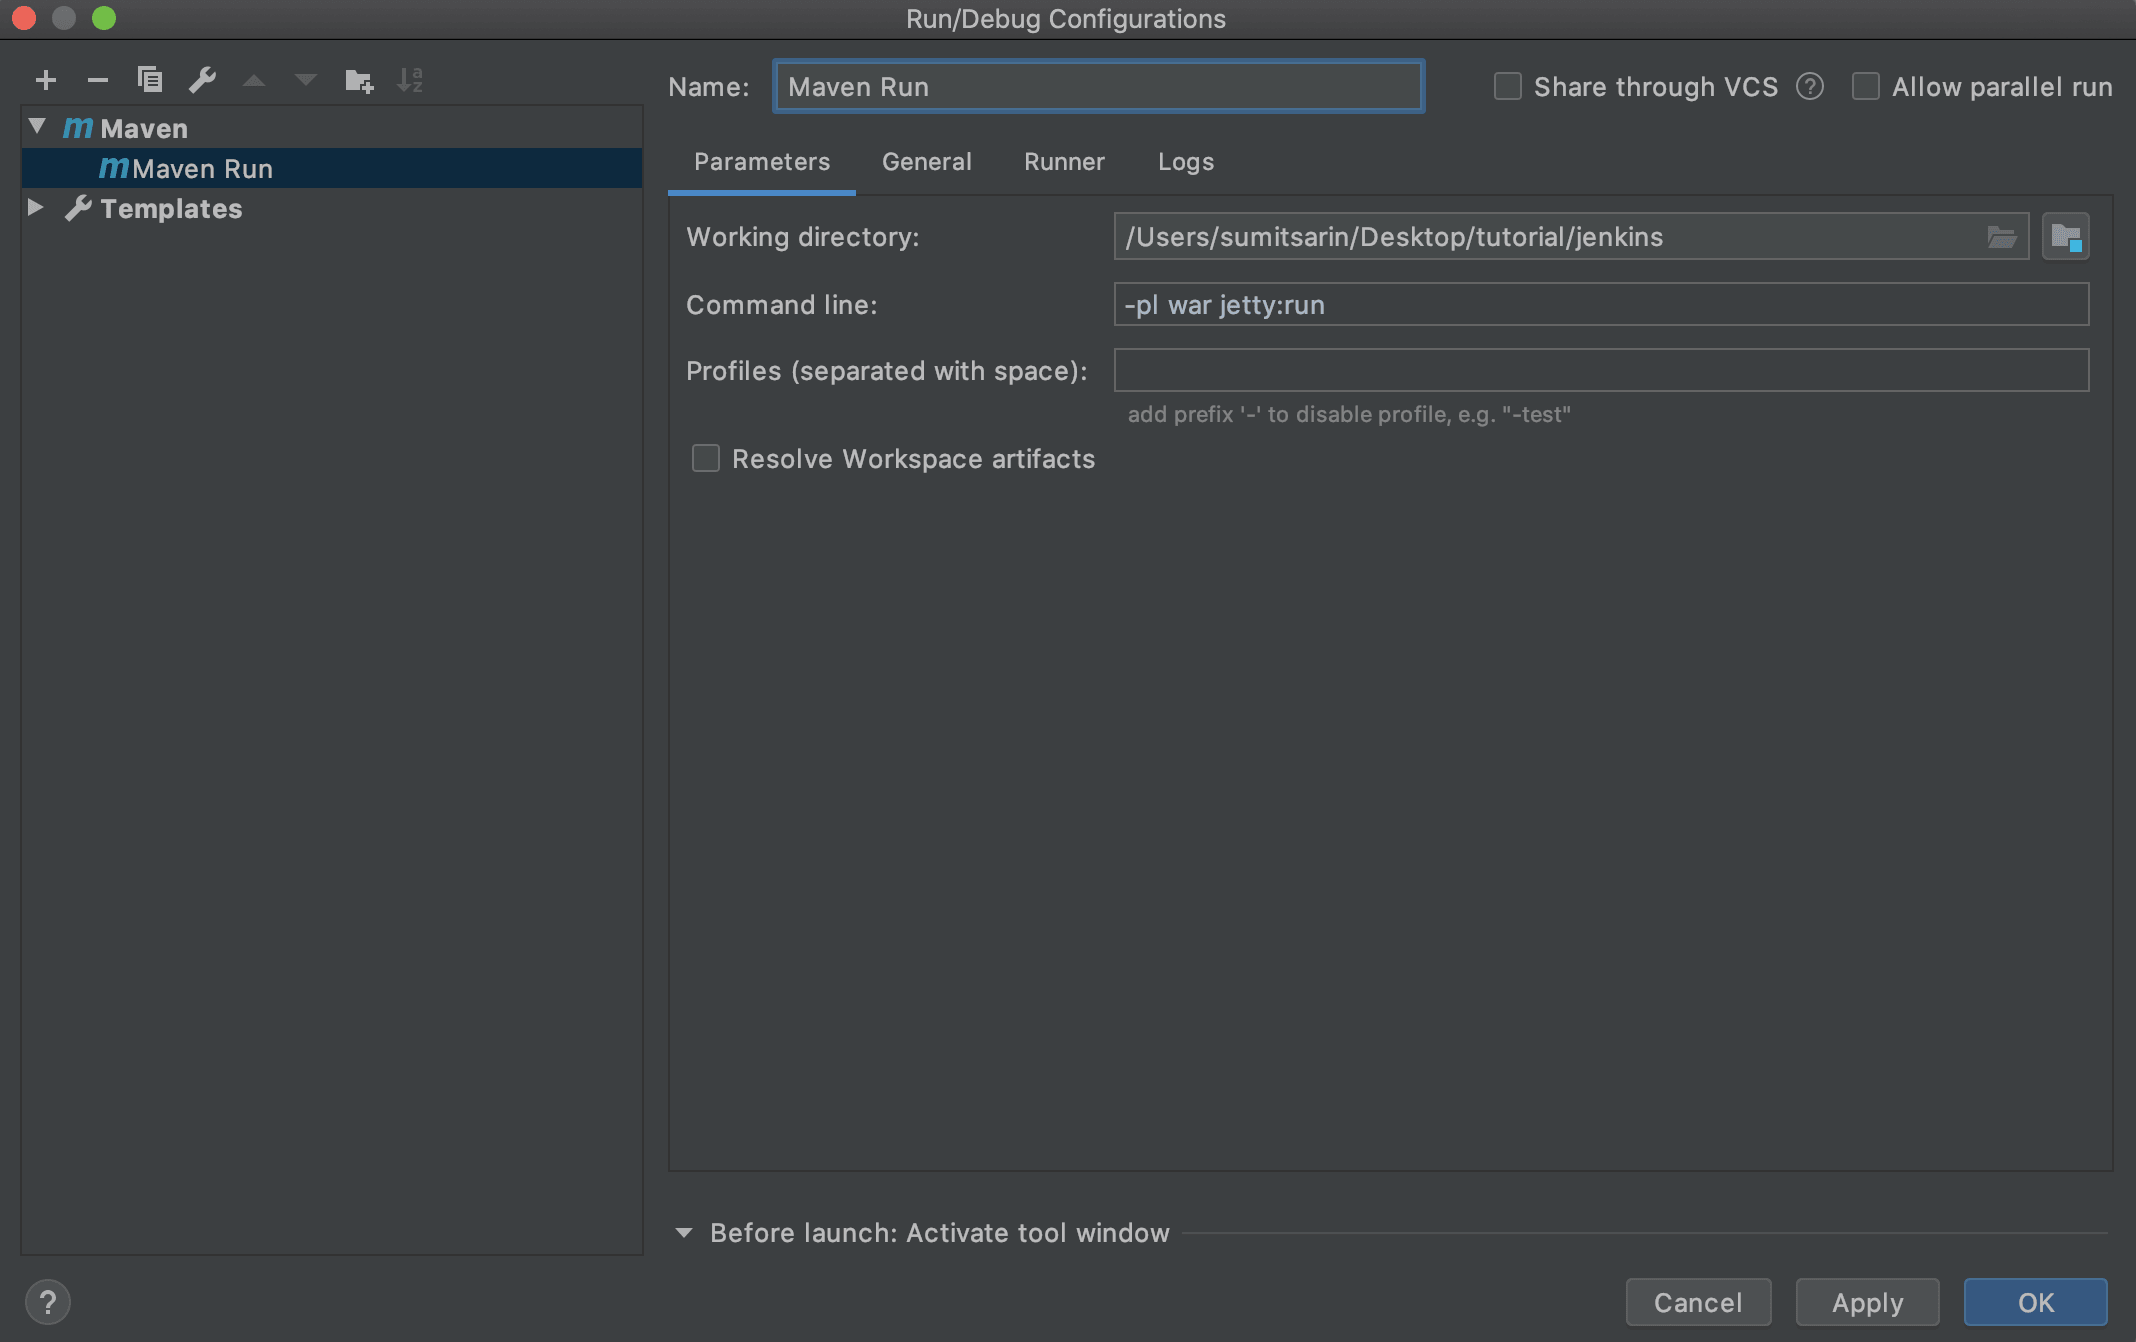 Run/Debug Configurations
Name: Maven Run Share through VCS ? Allow parallel run
m Maven
m Maven Run
Templates
Parameters General Runner Logs
Working directory: /Users/sumitsarin/Desktop/tutorial/jenkins
Command line: -pl war jetty:run
Profiles (separated with space):
add prefix '-' to disable profile, e.g. "-test"
Resolve Workspace artifacts
Before launch: Activate tool window
? Cancel Apply OK